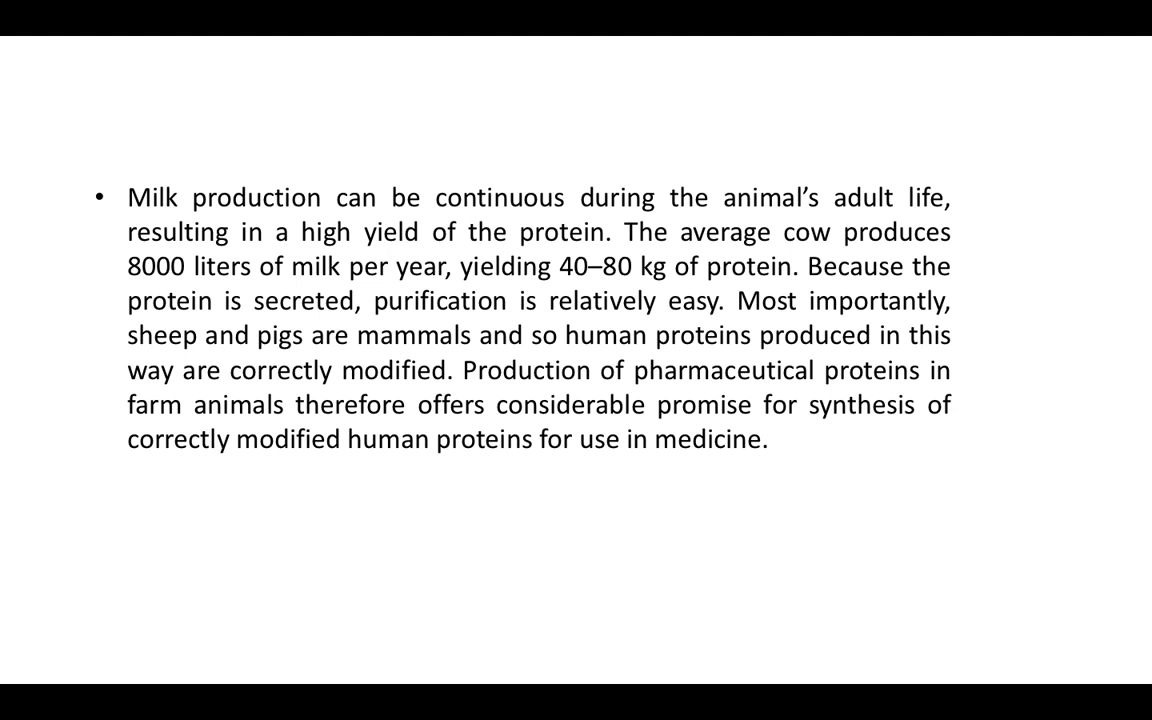 • Milk production can be continuous during the animal’s adult life,
resulting in a high yield of the protein. The average cow produces
8000 liters of milk per year, yielding 40–80 kg of protein. Because the
protein is secreted, purification is relatively easy. Most importantly,
sheep and pigs are mammals and so human proteins produced in this
way are correctly modified. Production of pharmaceutical proteins in
farm animals therefore offers considerable promise for synthesis of
correctly modified human proteins for use in medicine.